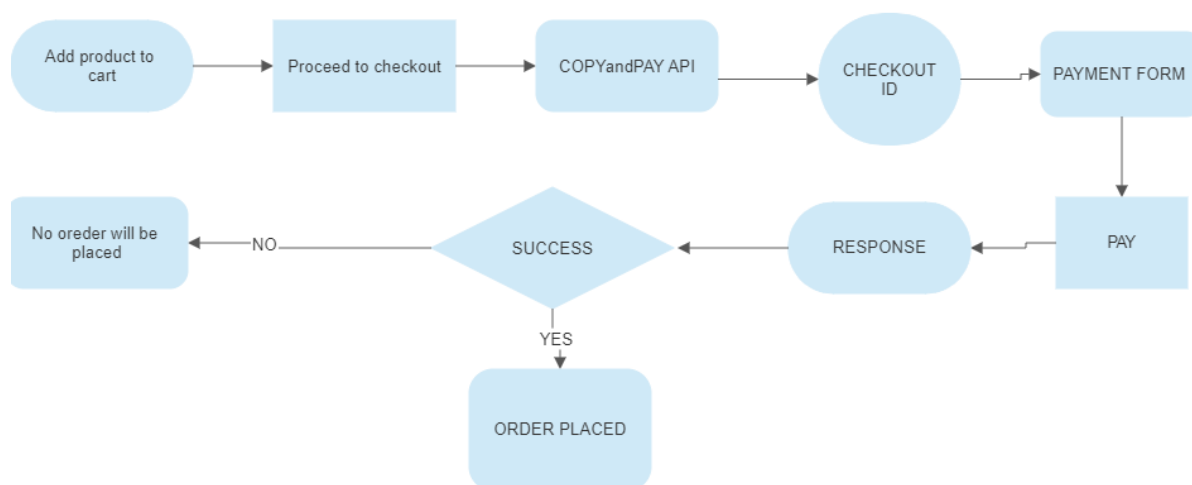 Add product to
cart
Proceed to checkout
COPYandPAY API
CHECKOUT
ID
PAYMENT FORM
PAY
RESPONSE
SUCCESS
NO
No oreder will be
placed
YES
ORDER PLACED